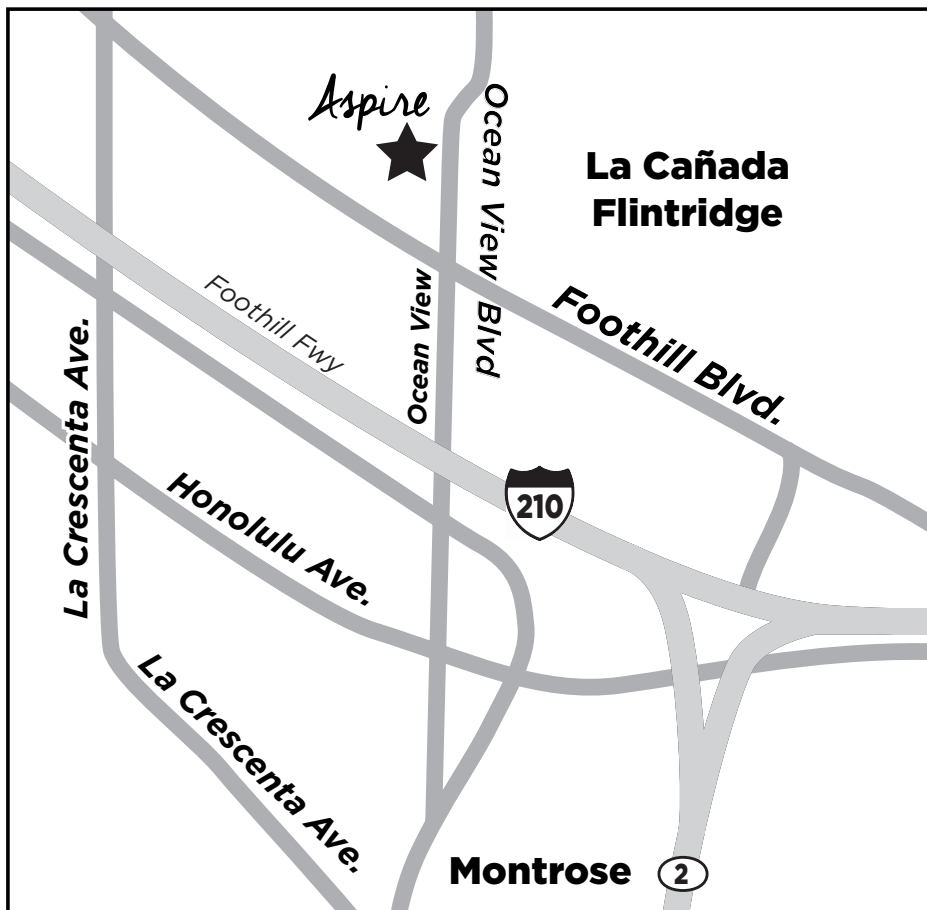 Aspire
Ocean View Blvd
La Cañada
Flintridge
Foothill Fwy
Ocean View
Foothill Blvd.
La Crescenta Ave.
210
Honolulu Ave.
La Crescenta Ave.
Montrose
2